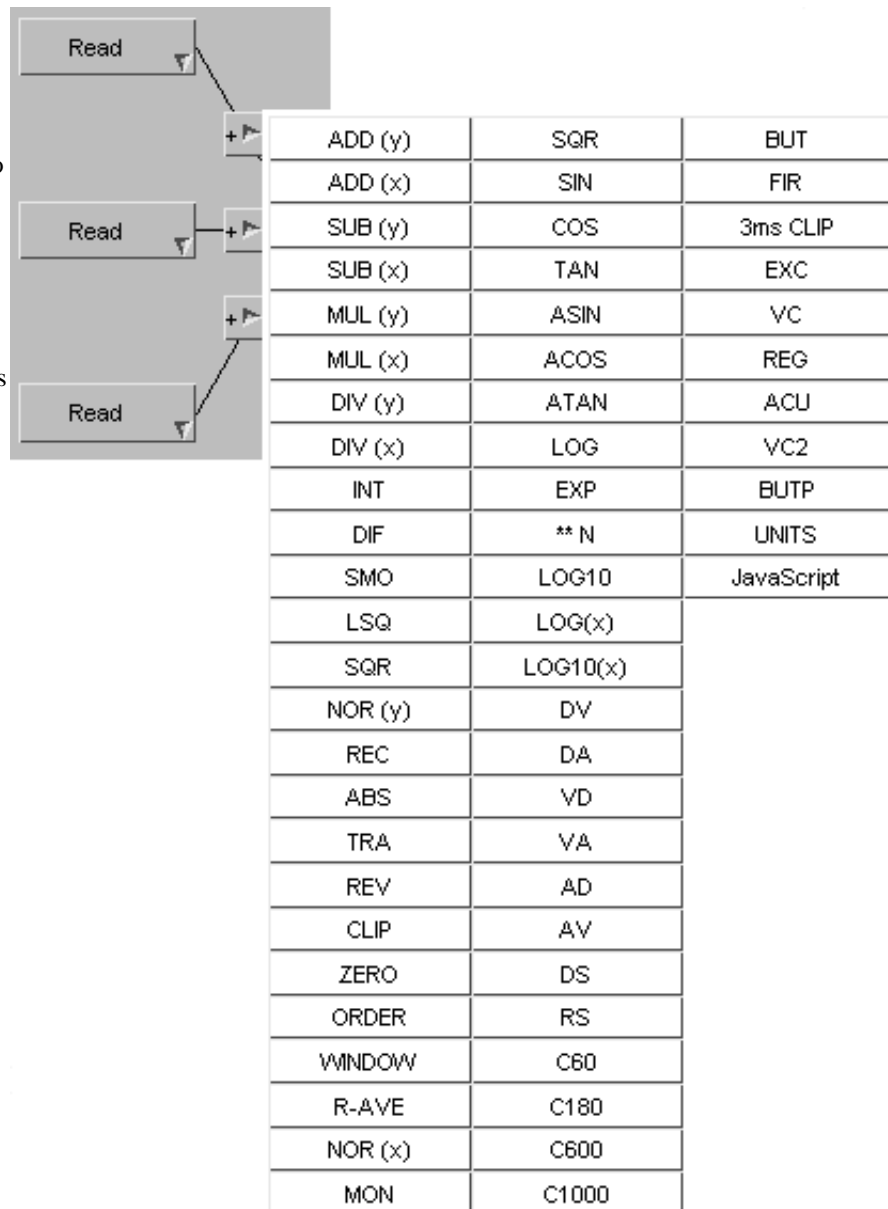 Read
+
ADD (y) SQR BUT
ADD (x) SIN FIR
Read
+
SUB (y) COS 3ms CLIP
SUB (x) TAN EXC
+
MUL (y) ASIN VC
MUL (x) ACOS REG
s
Read
DIV (y) ATAN ACU
DIV (x) LOG VC2
INT EXP BUTP
DIF ** N UNITS
SMO LOG10 JavaScript
LSQ LOG(x)
SQR LOG10(x)
NOR (y) DV
REC DA
ABS VD
TRA VA
REV AD
CLIP AV
ZERO DS
ORDER RS
WINDOW C60
R-AVE C180
NOR (x) C600
MON C1000